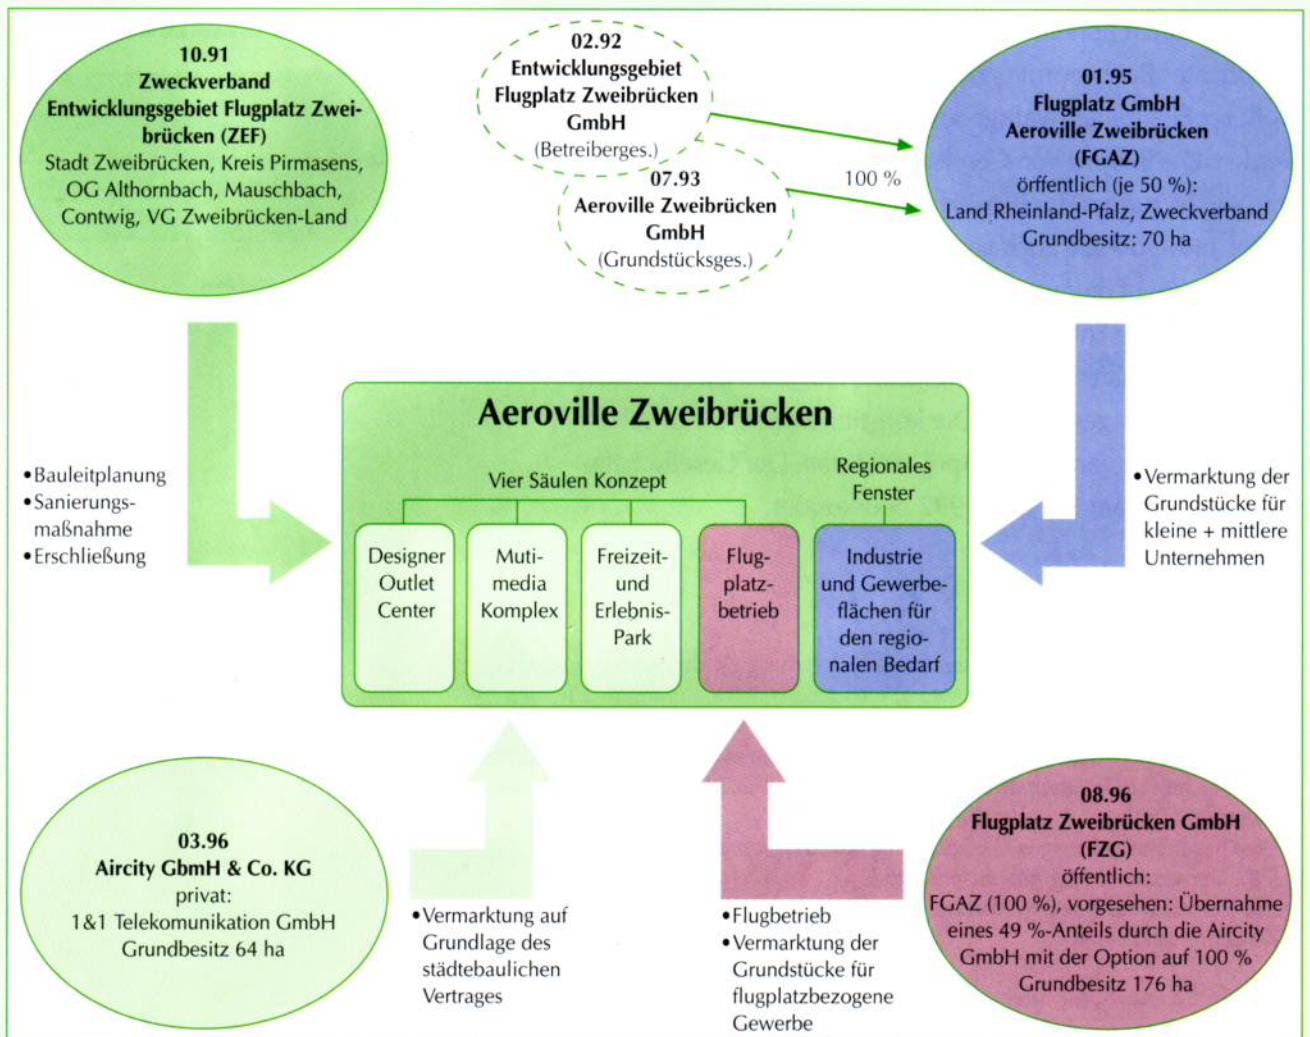 10.91
Zweckverband
Entwicklungsgebiet Flugplatz Zwei-
brücken (ZEF)
Stadt Zweibrücken, Kreis Pirmasens,
OG Althornbach, Mauschbach,
Contwig, VG Zweibrücken-Land
02.92
Entwicklungsgebiet
Flugplatz Zweibrücken
GmbH
(Betreiberges.)
07.93
Aeroville Zweibrücken
GmbH
(Grundstücksges.)
100 %
01.95
Flugplatz GmbH
Aeroville Zweibrücken
(FGAZ)
örffentlich (je 50 %):
Land Rheinland-Pfalz, Zweckverband
Grundbesitz: 70 ha
•Bauleitplanung
•Sanierungs-
maßnahme
•Erschließung
Aeroville Zweibrücken
Vier Säulen Konzept
Regionales
Fenster
Designer
Outlet
Center
Muti-
media
Komplex
Freizeit-
und
Erlebnis-
Park
Flug-
platz-
betrieb
Industrie
und Gewerbe-
flächen für
den regio-
nalen Bedarf
•Vermarktung der
Grundstücke für
kleine + mittlere
Unternehmen
03.96
Aircity GbmH & Co. KG
privat:
1&1 Telekomunikation GmbH
Grundbesitz 64 ha
•Vermarktung auf
Grundlage des
städtebaulichen
Vertrages
•Flugbetrieb
•Vermarktung der
Grundstücke für
flugplatzbezogene
Gewerbe
08.96
Flugplatz Zweibrücken GmbH
(FZG)
öffentlich:
FGAZ (100 %), vorgesehen: Übernahme
eines 49 %-Anteils durch die Aircity
GmbH mit der Option auf 100 %
Grundbesitz 176 ha